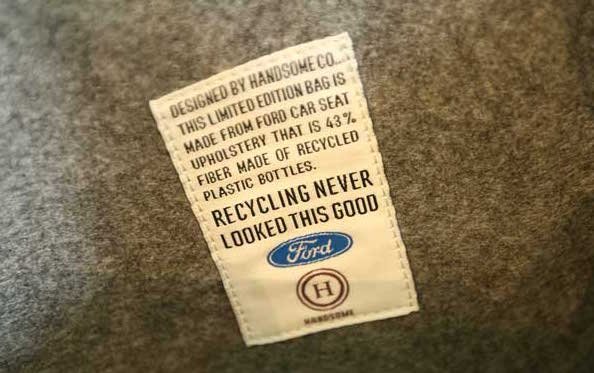 DESIGNED BY HANDSOME CO...
THIS LIMITED EDITION BAG IS
MADE FROM FORD CAR SEAT
UPHOLSTERY THAT IS 43%
FIBER MADE OF RECYCLED
PLASTIC BOTTLES.
RECYCLING NEVER
LOOKED THIS GOOD
Ford
H
HANDSOME